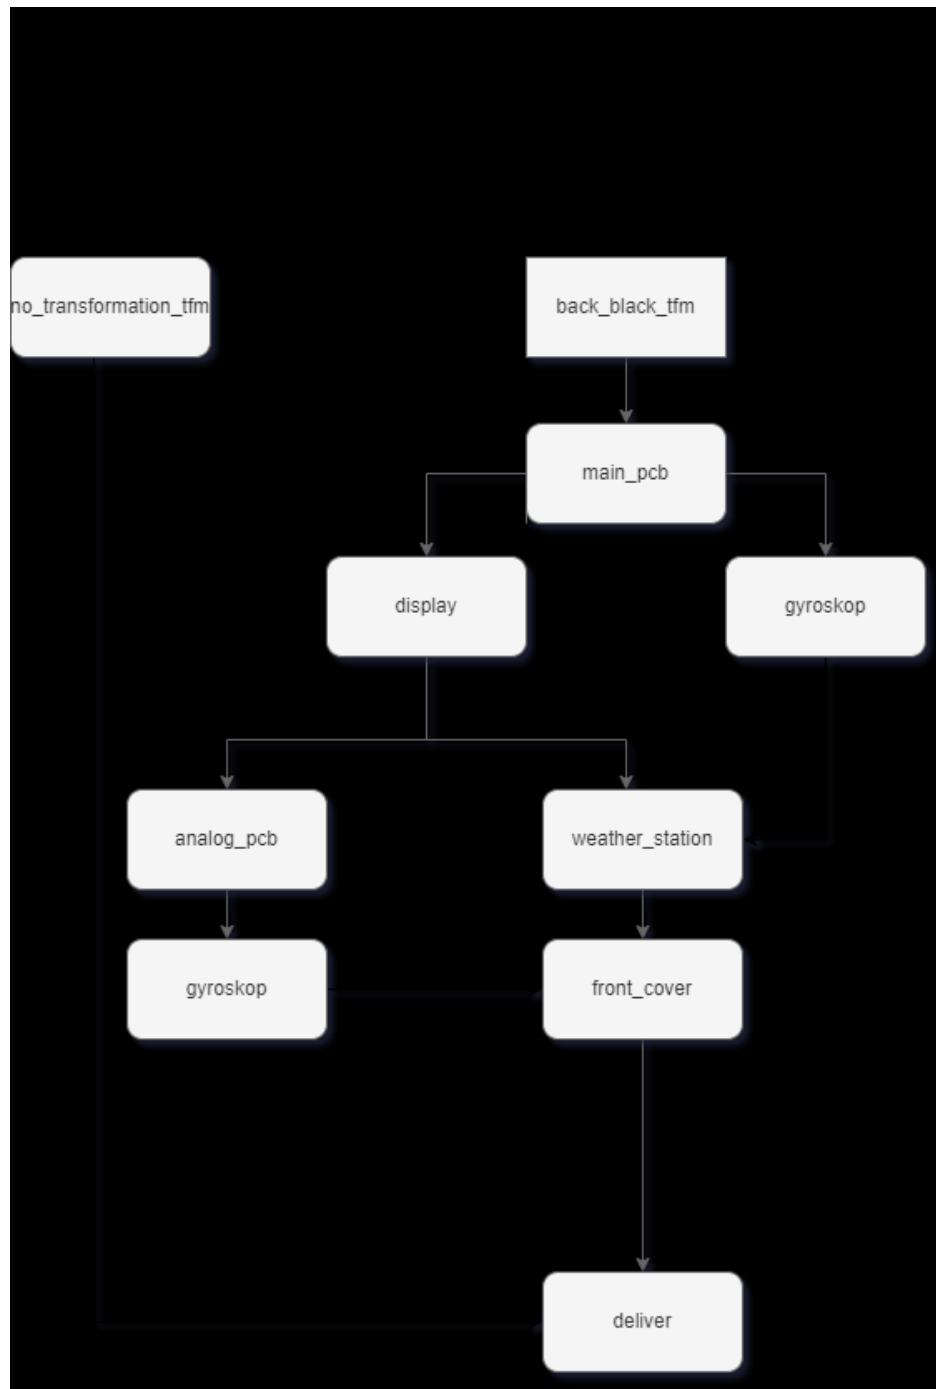 no_transformation_tfm
back_black_tfm
main_pcb
display
gyroskop
analog_pcb
weather_station
gyroskop
front_cover
deliver